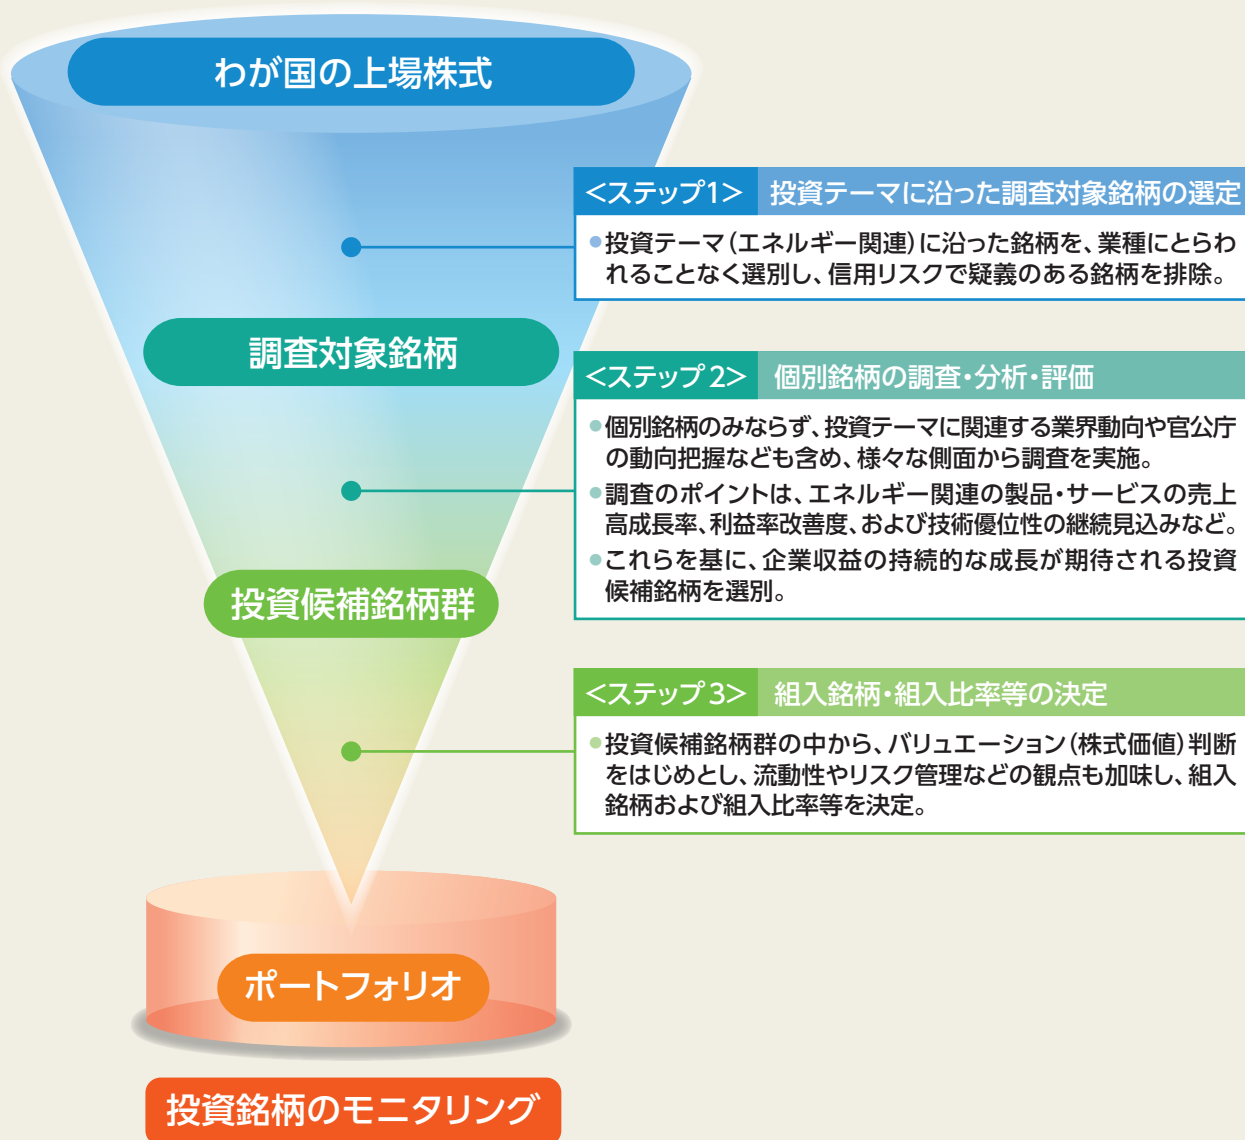 わが国の上場株式
<ステップ1> 投資テーマに沿った調査対象銘柄の選定
●投資テーマ(エネルギー関連)に沿った銘柄を、業種にとらわ
れることなく選別し、信用リスクで疑義のある銘柄を排除。
調査対象銘柄
<ステップ2> 個別銘柄の調査・分析・評価
●個別銘柄のみならず、投資テーマに関連する業界動向や官公庁
の動向把握なども含め、様々な側面から調査を実施。
●調査のポイントは、エネルギー関連の製品・サービスの売上
高成長率、利益率改善度、および技術優位性の継続見込みなど。
●これらを基に、企業収益の持続的な成長が期待される投資
候補銘柄を選別。
投資候補銘柄群
<ステップ3> 組入銘柄・組入比率等の決定
●投資候補銘柄群の中から、バリュエーション(株式価値)判断
をはじめとし、流動性やリスク管理などの観点も加味し、組入
銘柄および組入比率等を決定。
ポートフォリオ
投資銘柄のモニタリング